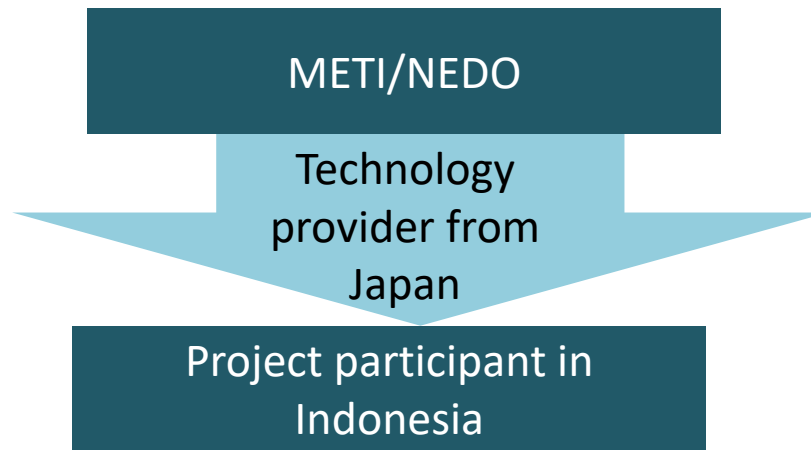 METI/NEDO
Technology
provider from
Japan
Project participant in
Indonesia